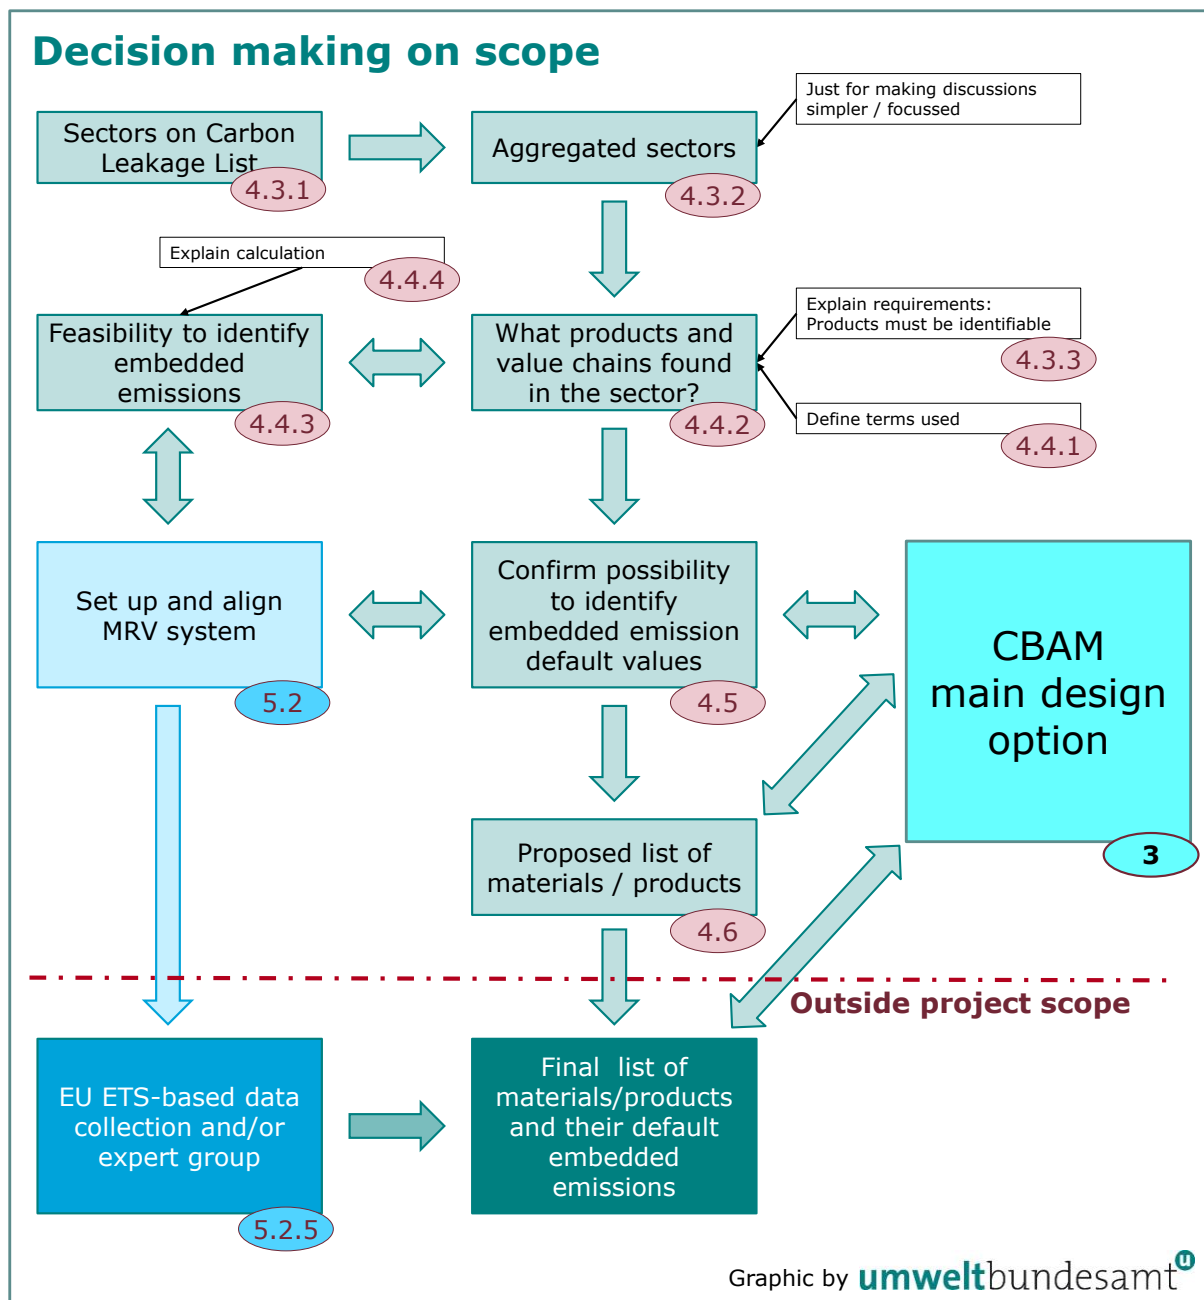 Decision making on scope
Just for making discussions
simpler / focussed
Sectors on Carbon
Leakage List
4.3.1
Aggregated sectors
4.3.2
Explain calculation
4.4.4
Feasibility to identify
embedded
emissions
4.4.3
What products and
value chains found
in the sector?
4.4.2
Explain requirements:
Products must be identifiable
4.3.3
Define terms used
4.4.1
Set up and align
MRV system
5.2
Confirm possibility
to identify
embedded emission
default values
4.5
CBAM
main design
option
3
Proposed list of
materials / products
4.6
Outside project scope
EU ETS-based data
collection and/or
expert group
5.2.5
Final list of
materials/products
and their default
embedded
emissions
Graphic by umweltbundesamt u